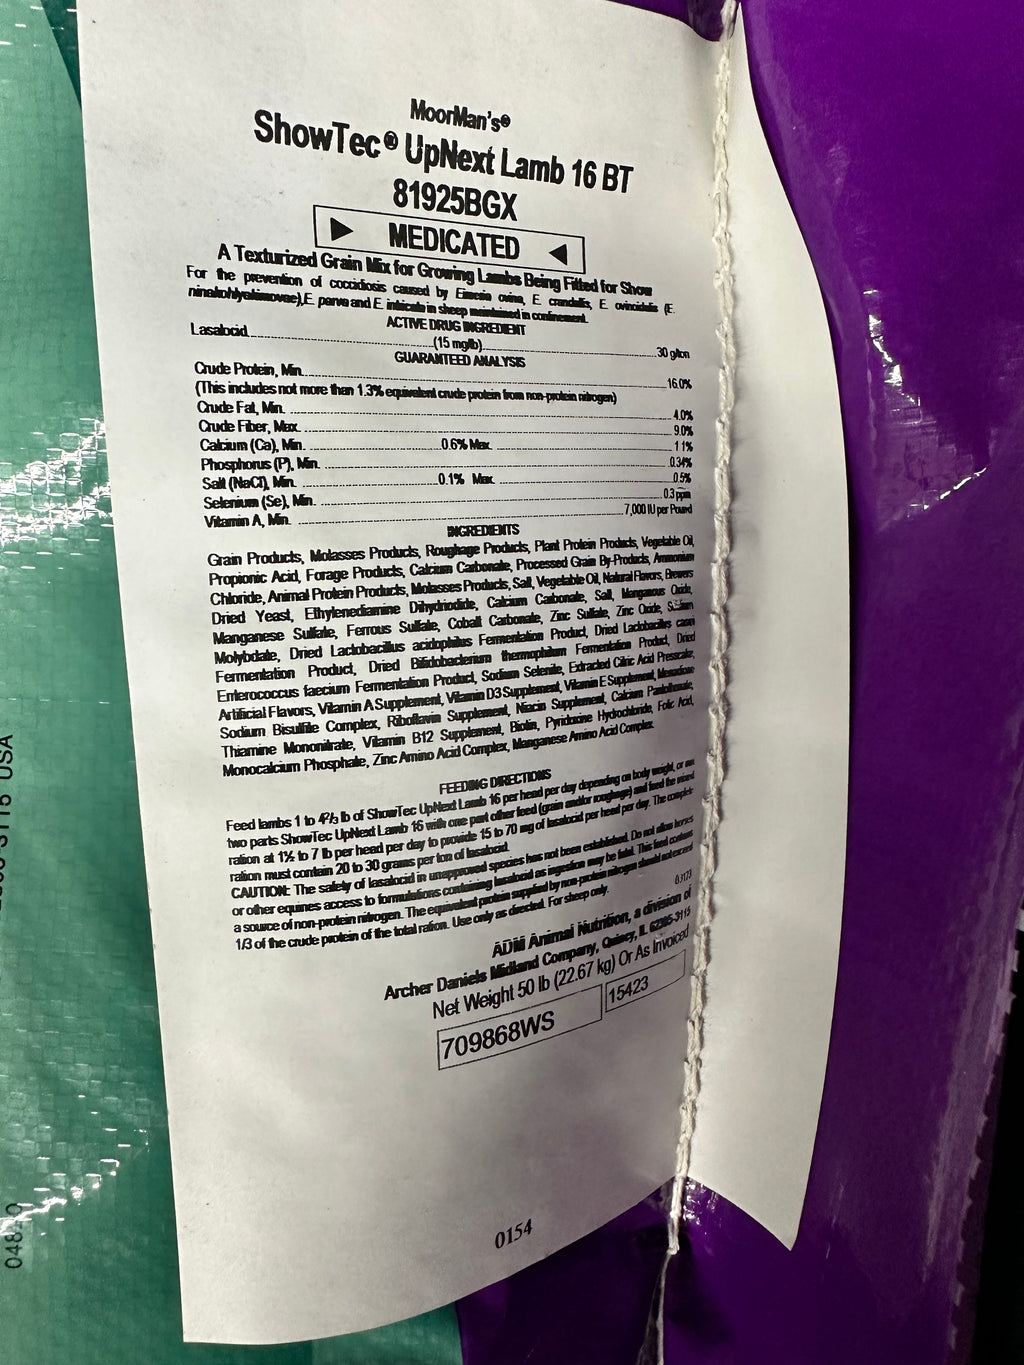 MoorMan's®
ShowTec® UpNext Lamb 16 BT
81925BGX
MEDICATED
A Texturized Grain Mix for Growing Lambs Being Fitted for Show
For the prevention of coccidiosis caused by Eimeria ovina, E. crandallis, E. ovinoidalis (E.
ninakohlyakimovae),E. parva and E. intricata in sheep maintained in confinement.
ACTIVE DRUG INGREDIENT
Lasalocid (15 mg/lb) 30 g/ton
GUARANTEED ANALYSIS
Crude Protein, Min. 16.0%
(This includes not more than 1.3% equivalent crude protein from non-protein nitrogen)
Crude Fat, Min. 4.0%
Crude Fiber, Max. 9.0%
Calcium (Ca), Min. 0.6% Max. 1.1%
Phosphorus (P), Min. 0.34%
Salt (NaCl), Min. 0.1% Max. 0.5%
Selenium (Se), Min. 0.3 ppm
Vitamin A, Min. 7,000 IU per Pound
INGREDIENTS
Grain Products, Molasses Products, Roughage Products, Plant Protein Products, Vegetable Oil,
Propionic Acid, Forage Products, Calcium Carbonate, Processed Grain By-Products, Ammonium
Chloride, Animal Protein Products, Molasses Products, Salt, Vegetable Oil, Natural Flavors, Brewers
Dried Yeast, Ethylenediamine Dihydriodide, Calcium Carbonate, Salt, Manganous Oxide,
Manganese Sulfate, Ferrous Sulfate, Cobalt Carbonate, Zinc Sulfate, Zinc Oxide, Sodium
Molybdate, Dried Lactobacillus acidophilus Fermentation Product, Dried Lactobacillus casei
Fermentation Product, Dried Bifidobacterium thermophilum Fermentation Product, Dried
Enterococcus faecium Fermentation Product, Sodium Selenite, Extracted Citric Acid Presscake,
Artificial Flavors, Vitamin A Supplement, Vitamin D3 Supplement, Vitamin E Supplement, Menadione
Sodium Bisulfite Complex, Riboflavin Supplement, Niacin Supplement, Calcium Pantothenate,
Thiamine Mononitrate, Vitamin B12 Supplement, Biotin, Pyridoxine Hydrochloride, Folic Acid,
Monocalcium Phosphate, Zinc Amino Acid Complex, Manganese Amino Acid Complex.
FEEDING DIRECTIONS
Feed lambs 1 to 4⅔ lb of ShowTec UpNext Lamb 16 per head per day depending on body weight, or mix
two parts ShowTec UpNext Lamb 16 with one part other feed (grain and/or roughage) and feed the mixed
ration at 1½ to 7 lb per head per day to provide 15 to 70 mg of lasalocid per head per day. The complete
ration must contain 20 to 30 grams per ton of lasalocid.
CAUTION: The safety of lasalocid in unapproved species has not been established. Do not allow horses
or other equines access to formulations containing lasalocid as ingestion may be fatal. This feed contains
a source of non-protein nitrogen. The equivalent protein supplied by non-protein nitrogen should not exceed
1/3 of the crude protein of the total ration. Use only as directed. For sheep only.
ADM Animal Nutrition, a division of
Archer Daniels Midland Company, Quincy, IL 62305-3115
Net Weight 50 lb (22.67 kg) Or As Invoiced
709868WS 15423
0154